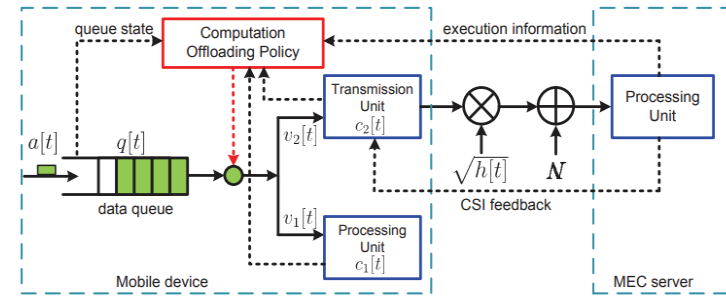 queue state
Computation
Offloading Policy
execution information
a[t]
q[t]
data queue
v₂[t]
Transmission
Unit
c₂[t]
√h[t]
N
Processing
Unit
CSI feedback
v₁[t]
Processing
Unit
c₁[t]
Mobile device
MEC server